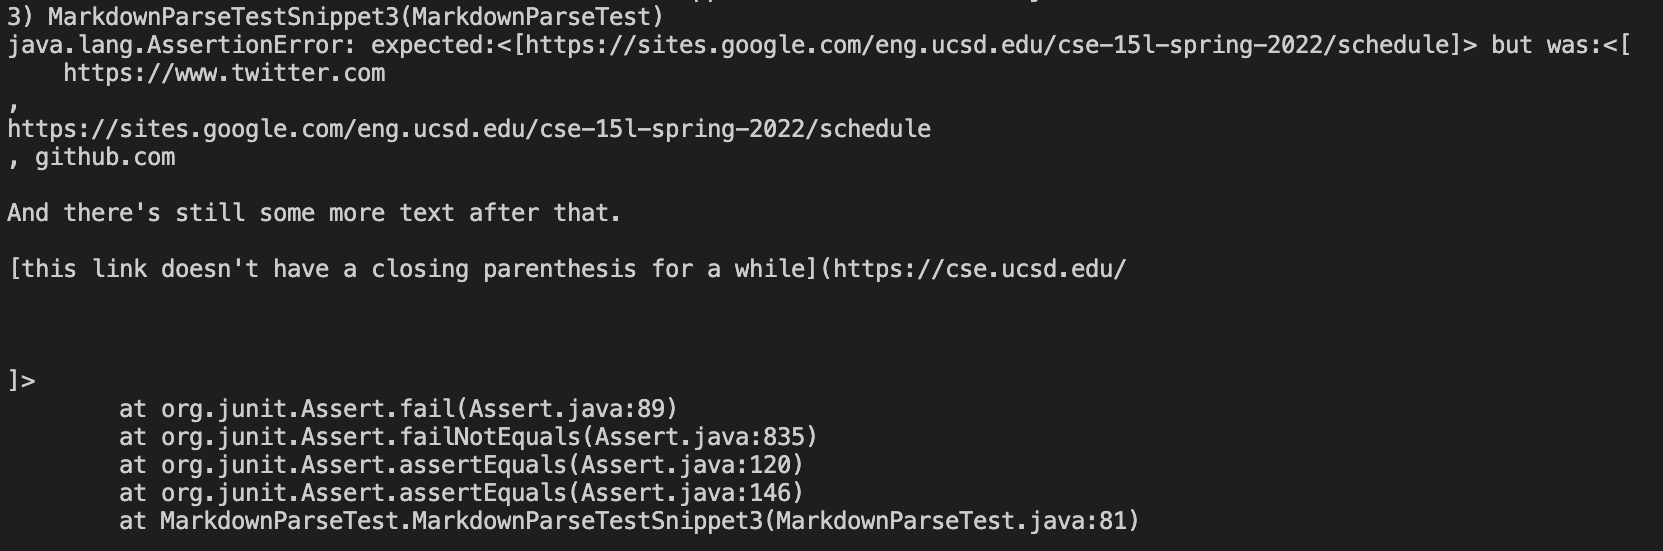 3) MarkdownParseTestSnippet3(MarkdownParseTest)
java.lang.AssertionError: expected:<[https://sites.google.com/eng.ucsd.edu/cse-15l-spring-2022/schedule]> but was:<[
    https://www.twitter.com
,
https://sites.google.com/eng.ucsd.edu/cse-15l-spring-2022/schedule
, github.com
And there's still some more text after that.
[this link doesn't have a closing parenthesis for a while](https://cse.ucsd.edu/
]>
        at org.junit.Assert.fail(Assert.java:89)
        at org.junit.Assert.failNotEquals(Assert.java:835)
        at org.junit.Assert.assertEquals(Assert.java:120)
        at org.junit.Assert.assertEquals(Assert.java:146)
        at MarkdownParseTest.MarkdownParseTestSnippet3(MarkdownParseTest.java:81)